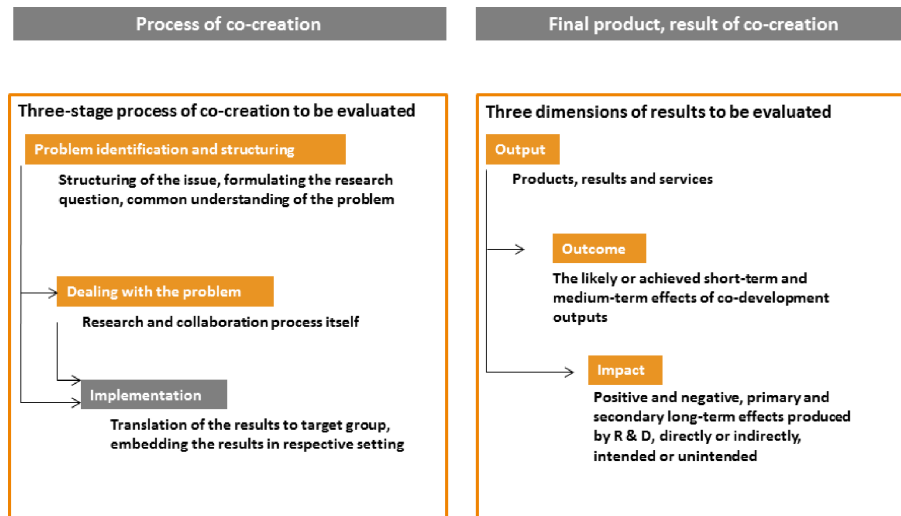 Process of co-creation
Three-stage process of co-creation to be evaluated
Problem identification and structuring
Structuring of the issue, formulating the research
question, common understanding of the problem
Dealing with the problem
Research and collaboration process itself
Implementation
Translation of the results to target group,
embedding the results in respective setting
Final product, result of co-creation
Three dimensions of results to be evaluated
Output
Products, results and services
Outcome
The likely or achieved short-term and
medium-term effects of co-development
outputs
Impact
Positive and negative, primary and
secondary long-term effects produced
by R & D, directly or indirectly,
intended or unintended